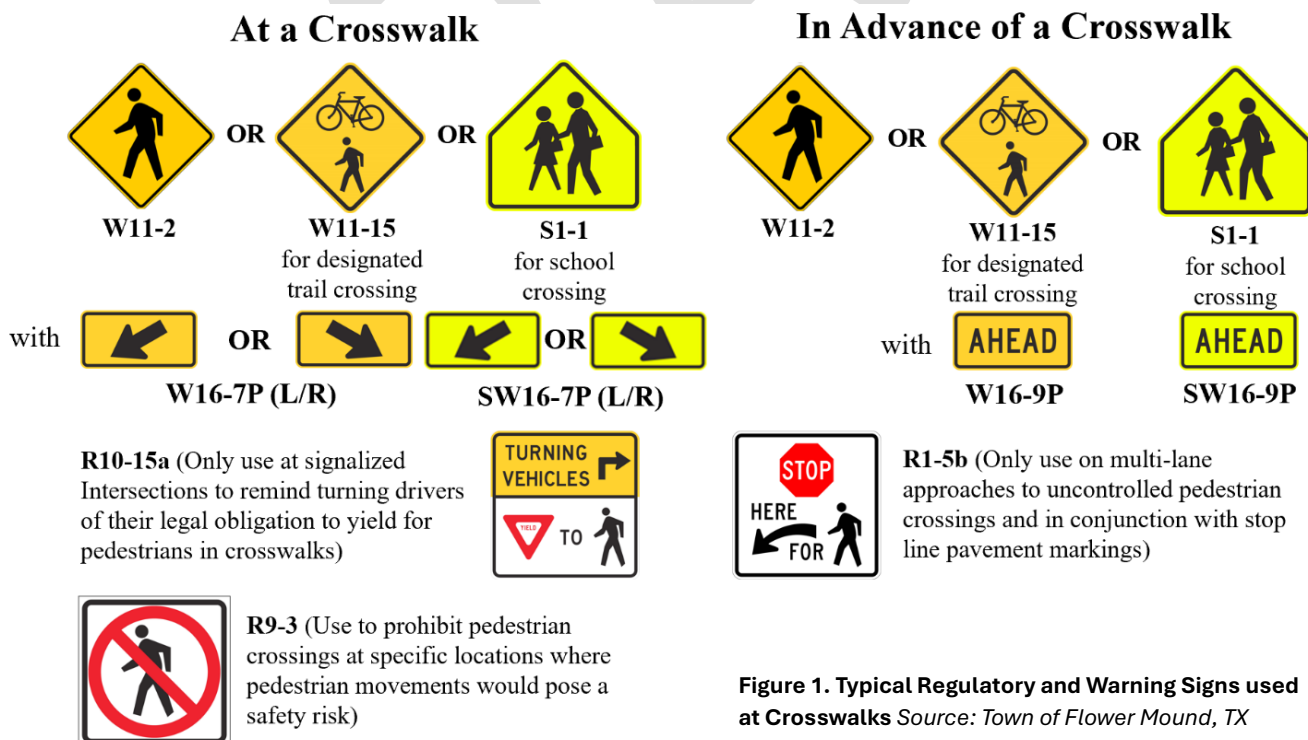 At a Crosswalk
OR
OR
W11-2
W11-15
for designated
trail crossing
S1-1
for school
crossing
with
OR
OR
W16-7P (L/R)
SW16-7P (L/R)
R10-15a (Only use at signalized
Intersections to remind turning drivers
of their legal obligation to yield for
pedestrians in crosswalks)
TURNING
VEHICLES
YIELD
TO
R9-3 (Use to prohibit pedestrian
crossings at specific locations where
pedestrian movements would pose a
safety risk)
In Advance of a Crosswalk
OR
OR
W11-2
W11-15
for designated
trail crossing
S1-1
for school
crossing
with
AHEAD
AHEAD
W16-9P
SW16-9P
STOP
HERE
FOR
R1-5b (Only use on multi-lane
approaches to uncontrolled pedestrian
crossings and in conjunction with stop
line pavement markings)
Figure 1. Typical Regulatory and Warning Signs used
at Crosswalks Source: Town of Flower Mound, TX